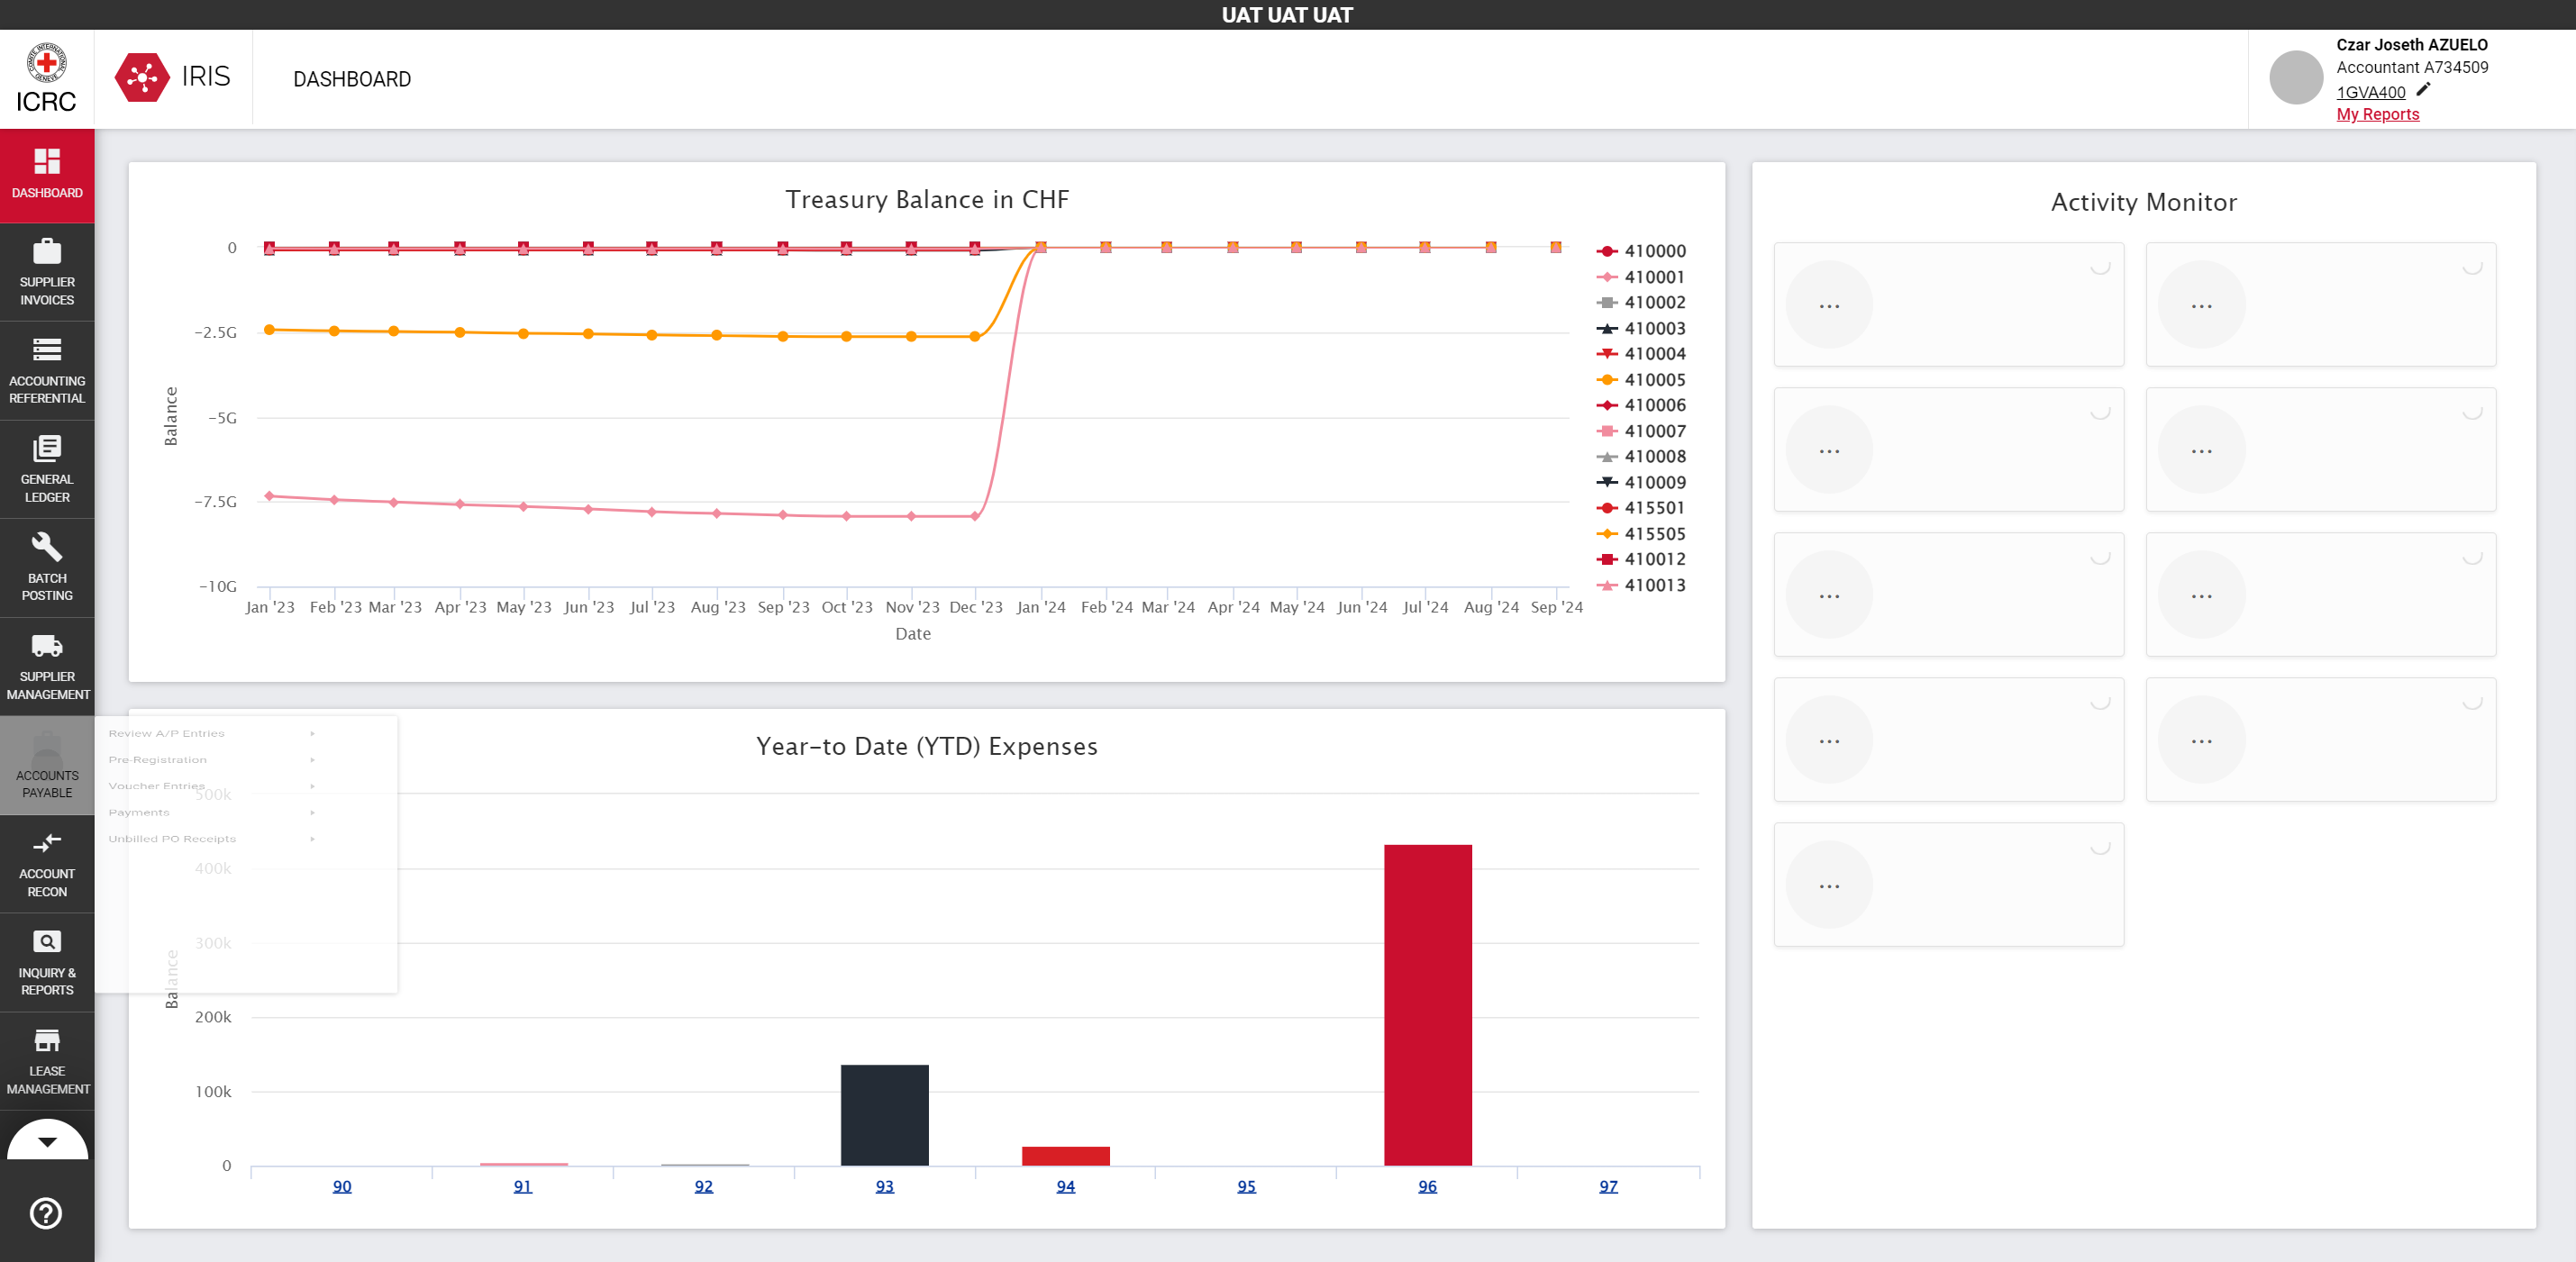 UAT UAT UAT
COMITE INTERNATIONAL GENEVE
ICRC
IRIS
DASHBOARD
Czar Joseth AZUELO
Accountant A734509
1GVA400
My Reports
DASHBOARD
SUPPLIER
INVOICES
ACCOUNTING
REFERENTIAL
GENERAL
LEDGER
BATCH
POSTING
SUPPLIER
MANAGEMENT
ACCOUNTS
PAYABLE
ACCOUNT
RECON
INQUIRY &
REPORTS
LEASE
MANAGEMENT
Review A/P Entries
Pre-Registration
Voucher Entries
Payments
Unbilled PO Receipts
Treasury Balance in CHF
Balance
0
−2.5G
−5G
−7.5G
−10G
Jan '23 Feb '23 Mar '23 Apr '23 May '23 Jun '23 Jul '23 Aug '23 Sep '23 Oct '23 Nov '23 Dec '23 Jan '24 Feb '24 Mar '24 Apr '24 May '24 Jun '24 Jul '24 Aug '24 Sep '24
Date
410000
410001
410002
410003
410004
410005
410006
410007
410008
410009
415501
415505
410012
410013
Year-to Date (YTD) Expenses
Balance
500k
400k
300k
200k
100k
0
90 91 92 93 94 95 96 97
Activity Monitor
... ...
... ...
... ...
... ...
...